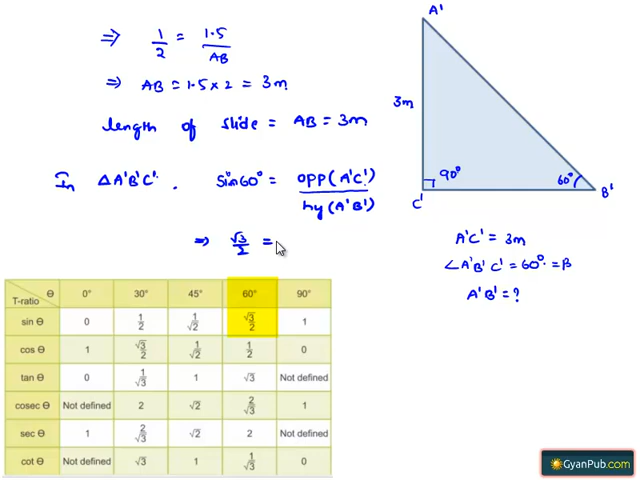 ⇒ 1/2 = 1.5/AB
⇒ AB = 1.5 × 2 = 3m
length of slide = AB = 3m
In ΔA'B'C'. Sin60° = opp(A'C')/hy(A'B')
⇒ √3/2 =
A'
3m
90°
60°
C'
B'
A'C' = 3m
∠A'B'C' = 60° = β
A'B' = ?
T-ratio Θ 0° 30° 45° 60° 90°
sin Θ 0 1/2 1/√2 √3/2 1
cos Θ 1 √3/2 1/√2 1/2 0
tan Θ 0 1/√3 1 √3 Not defined
cosec Θ Not defined 2 √2 2/√3 1
sec Θ 1 2/√3 √2 2 Not defined
cot Θ Not defined √3 1 1/√3 0
GyanPub.com